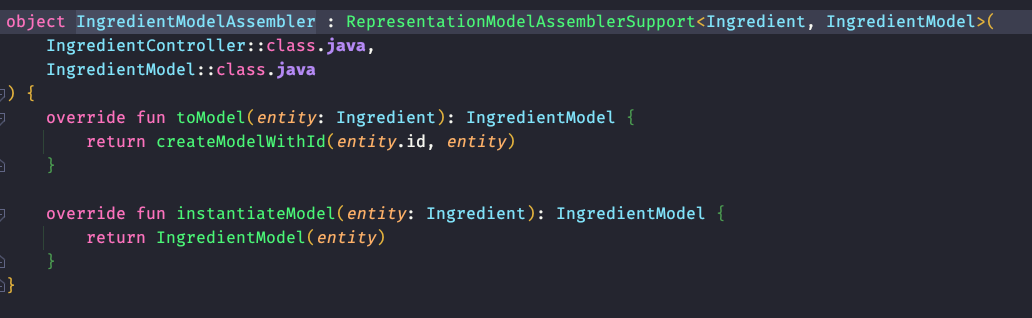 object IngredientModelAssembler : RepresentationModelAssemblerSupport<Ingredient, IngredientModel>(
    IngredientController::class.java,
    IngredientModel::class.java
) {
    override fun toModel(entity: Ingredient): IngredientModel {
        return createModelWithId(entity.id, entity)
    }

    override fun instantiateModel(entity: Ingredient): IngredientModel {
        return IngredientModel(entity)
    }
}